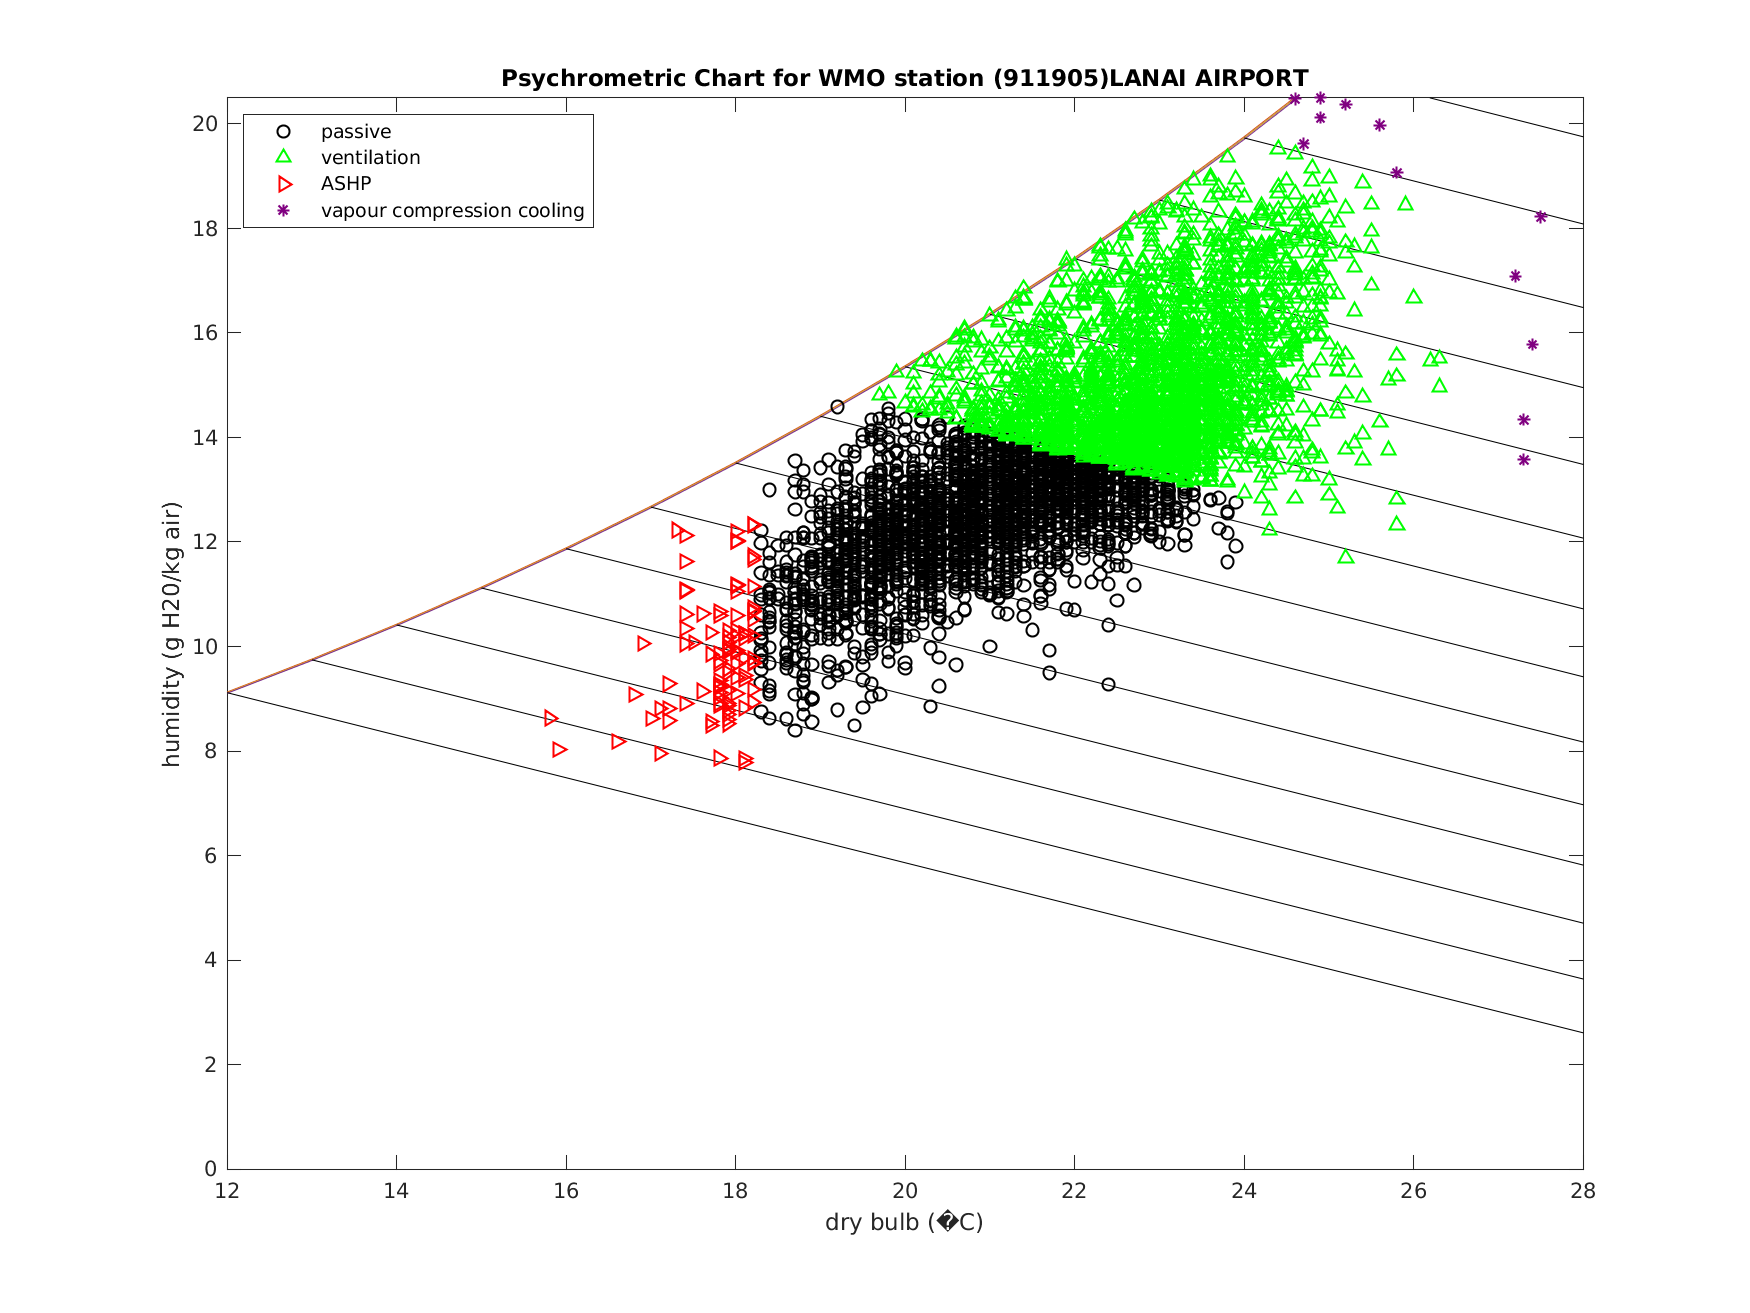 Psychrometric Chart for WMO station (911905)LANAI AIRPORT
passive
ventilation
ASHP
vapour compression cooling
humidity (g H20/kg air)
20
18
16
14
12
10
8
6
4
2
0
12 14 16 18 20 22 24 26 28
dry bulb (�C)